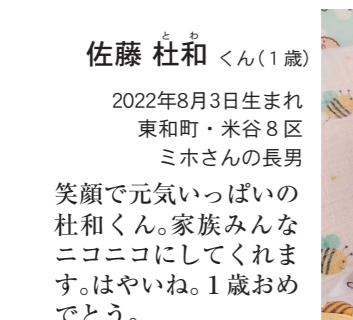 とわ
佐藤 杜和 くん（1歳）
2022年8月3日生まれ
東和町・米谷８区
ミホさんの長男
笑顔で元気いっぱいの
杜和くん。家族みんな
ニコニコにしてくれま
す。はやいね。１歳おめ
でとう。